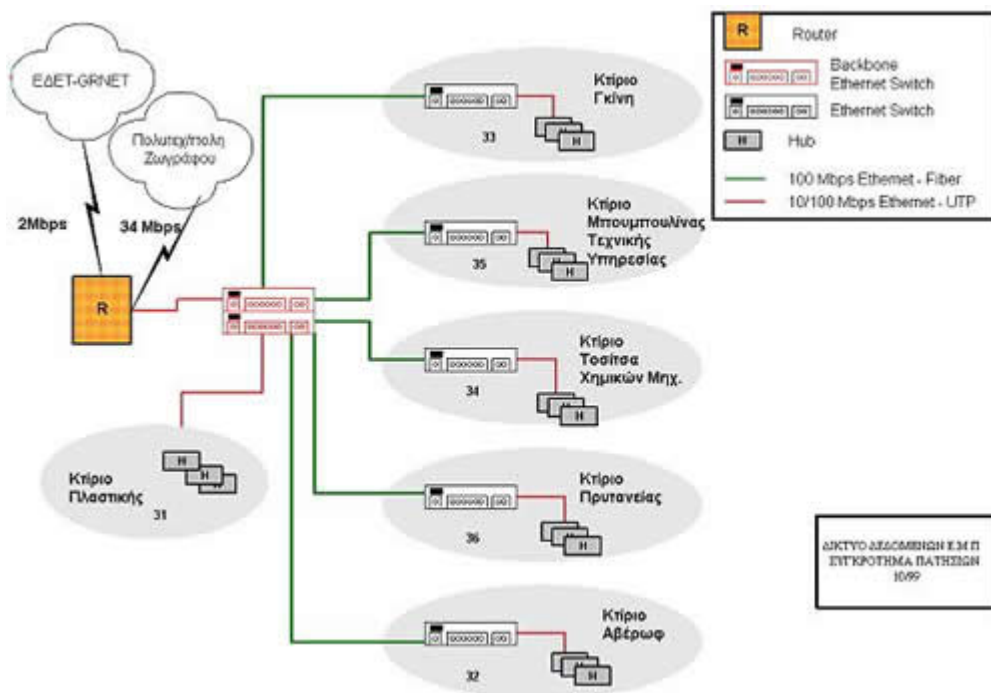 ΕΔΕΤ-GRNET
Πολυτεχ/πολη
Ζωγράφου
2Mbps
34 Mbps
R
Κτίριο
Γκίνη
33
H
H
Κτίριο
Μπουμπουλίνας
Τεχνικής
Υπηρεσίας
35
H
H
Κτίριο
Τοσίτσα
Χημικών Μηχ.
34
H
H
Κτίριο
Πλαστικής
31
H
H
H
Κτίριο
Πρυτανείας
36
H
H
Κτίριο
Αβέρωφ
32
H
H
R
Router
Backbone
Ethernet Switch
Ethernet Switch
H
Hub
100 Mbps Ethernet - Fiber
10/100 Mbps Ethernet - UTP
ΔΙΚΤΥΟ ΔΕΔΟΜΕΝΩΝ Ε.Μ.Π
ΣΥΓΚΡΟΤΗΜΑ ΠΑΤΗΣΙΩΝ
10/99